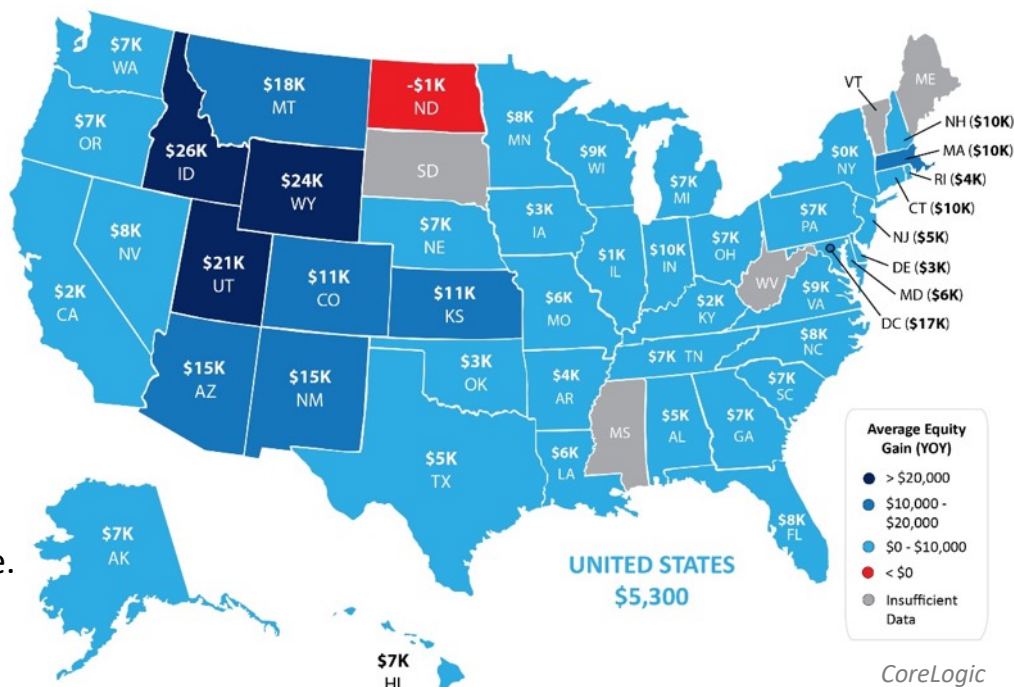 $7K
WA
$7K
OR
$2K
CA
$8K
NV
$26K
ID
$18K
MT
$24K
WY
$21K
UT
$11K
CO
$15K
AZ
$15K
NM
-$1K
ND
SD
$7K
NE
$11K
KS
$3K
OK
$5K
TX
$8K
MN
$3K
IA
$6K
MO
$4K
AR
$6K
LA
$9K
WI
$1K
IL
$7K
MI
$10K
IN
$7K
OH
$2K
KY
$7K TN
MS
$5K
AL
$7K
GA
$8K
FL
$7K
SC
$8K
NC
$9K
VA
WV
$7K
PA
$0K
NY
VT
ME
NH ($10K)
MA ($10K)
RI ($4K)
CT ($10K)
NJ ($5K)
DE ($3K)
MD ($6K)
DC ($17K)
$7K
AK
e.
$7K
HI
UNITED STATES
$5,300
Average Equity
Gain (YOY)
> $20,000
$10,000 -
$20,000
$0 - $10,000
< $0
Insufficient
Data
CoreLogic